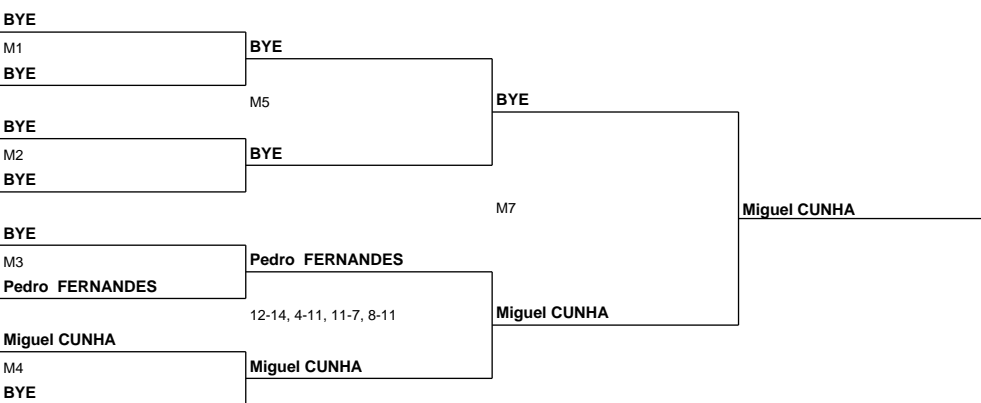 BYE
M1
BYE
BYE
M5
BYE
BYE
M2
BYE
BYE
M7
Miguel CUNHA
BYE
M3
Pedro FERNANDES
Pedro FERNANDES
12-14, 4-11, 11-7, 8-11
Miguel CUNHA
Miguel CUNHA
M4
Miguel CUNHA
BYE